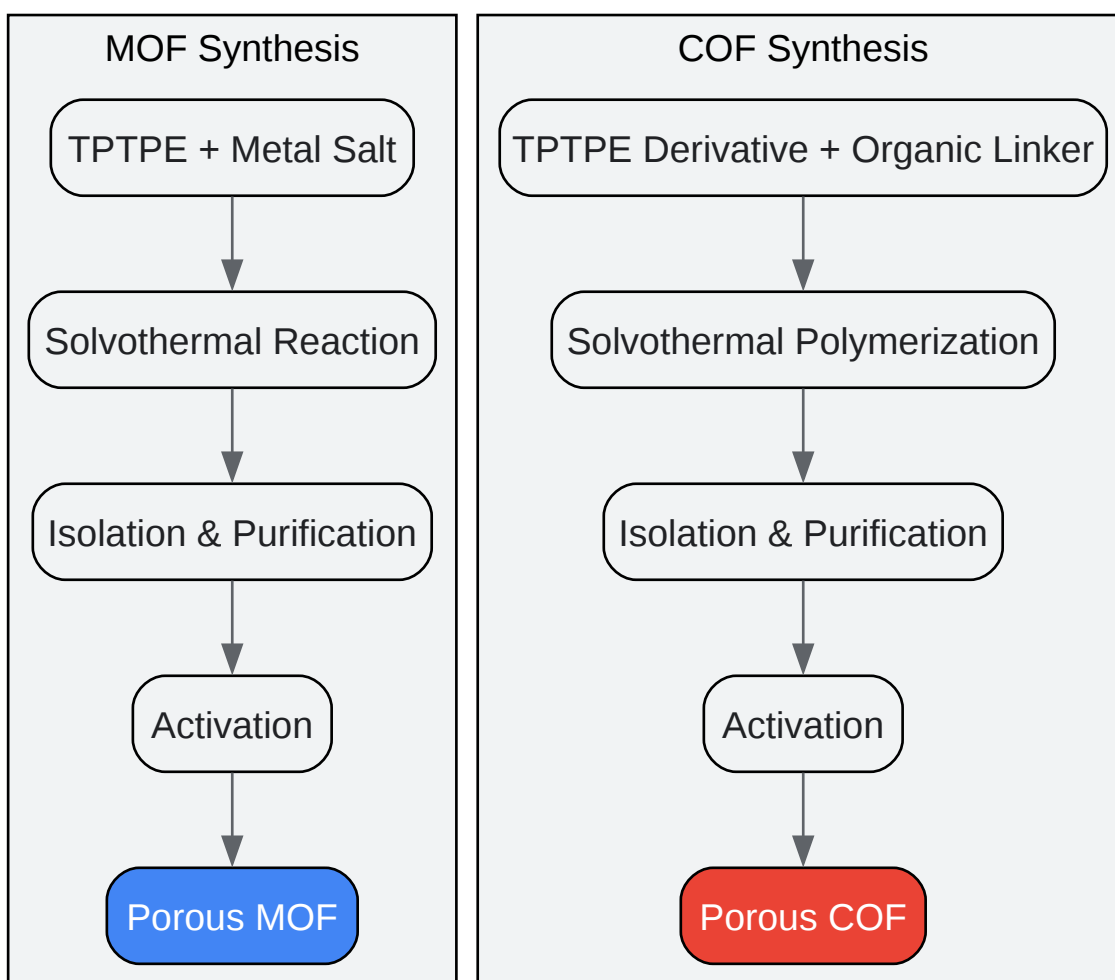 MOF Synthesis
TPTPE + Metal Salt
Solvothermal Reaction
Isolation & Purification
Activation
Porous MOF
COF Synthesis
TPTPE Derivative + Organic Linker
Solvothermal Polymerization
Isolation & Purification
Activation
Porous COF